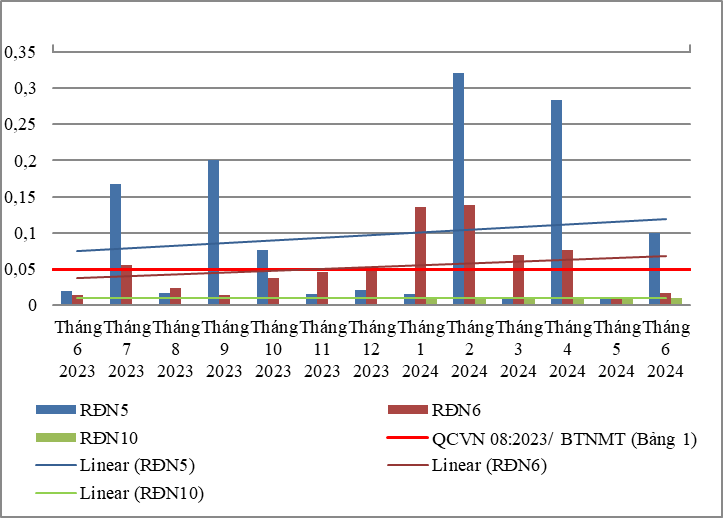 0,35
0,3
0,25
0,2
0,15
0,1
0,05
0
Tháng Tháng Tháng Tháng Tháng Tháng Tháng Tháng Tháng Tháng Tháng Tháng Tháng
6 7 8 9 10 11 12 1 2 3 4 5 6
2023 2023 2023 2023 2023 2023 2023 2024 2024 2024 2024 2024 2024
RĐN5 RĐN6
RĐN10 QCVN 08:2023/ BTNMT (Bảng 1)
Linear (RĐN5) Linear (RĐN6)
Linear (RĐN10)